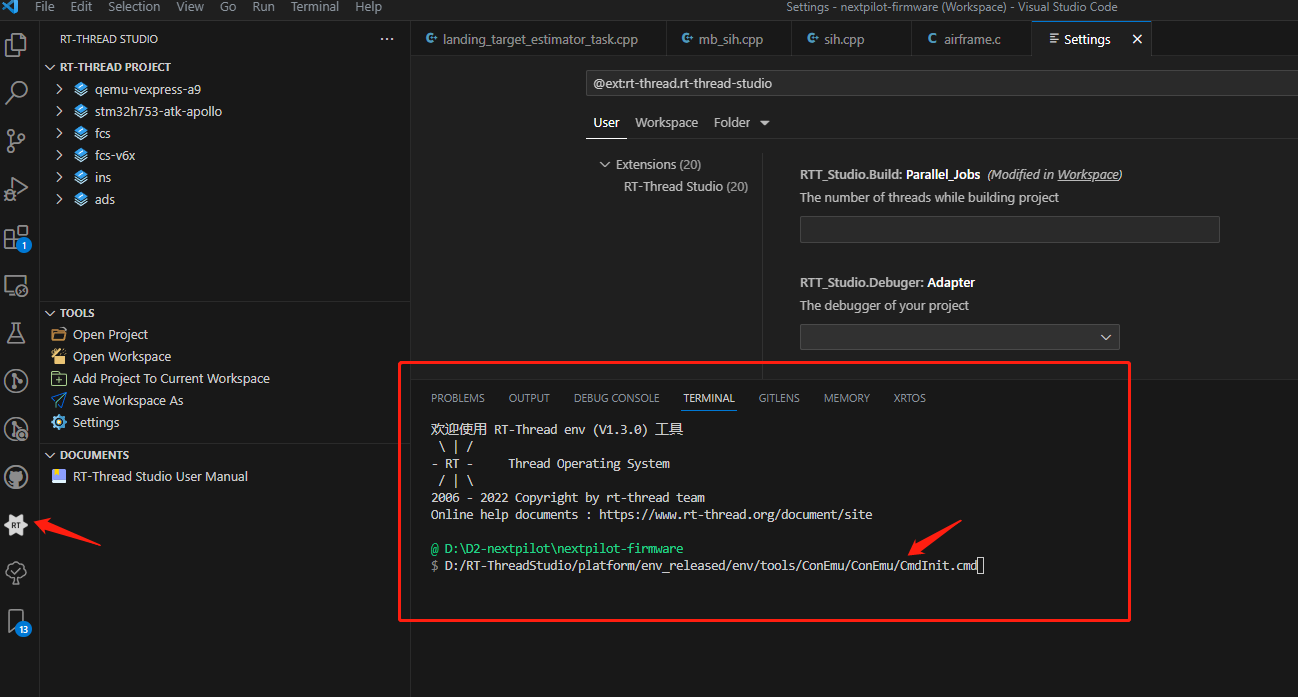 File Edit Selection View Go Run Terminal Help
Settings - nextpilot-firmware (Workspace) - Visual Studio Code
RT-THREAD STUDIO
RT-THREAD PROJECT
qemu-vexpress-a9
stm32h753-atk-apollo
fcs
fcs-v6x
ins
ads
TOOLS
Open Project
Open Workspace
Add Project To Current Workspace
Save Workspace As
Settings
DOCUMENTS
RT-Thread Studio User Manual
1
RT
13
landing_target_estimator_task.cpp
mb_sih.cpp
sih.cpp
airframe.c
Settings
@ext:rt-thread.rt-thread-studio
User Workspace Folder
Extensions (20)
RT-Thread Studio (20)
RTT_Studio.Build: Parallel_Jobs (Modified in Workspace)
The number of threads while building project
RTT_Studio.Debuger: Adapter
The debugger of your project
PROBLEMS OUTPUT DEBUG CONSOLE TERMINAL GITLENS MEMORY XRTOS
欢迎使用 RT-Thread env (V1.3.0) 工具
\ | /
- RT - Thread Operating System
/ | \
2006 - 2022 Copyright by rt-thread team
Online help documents : https://www.rt-thread.org/document/site
@ D:\D2-nextpilot\nextpilot-firmware
$ D:/RT-ThreadStudio/platform/env_released/env/tools/ConEmu/ConEmu/CmdInit.cmd